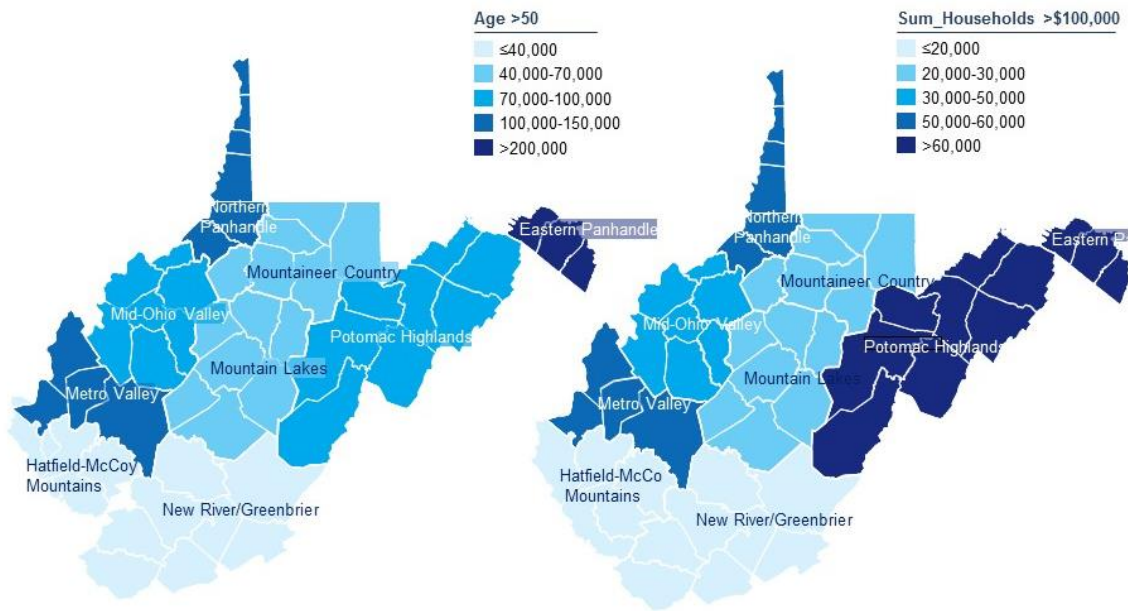 Age >50
≤40,000
40,000-70,000
70,000-100,000
100,000-150,000
>200,000
Northern
Panhandle
Eastern Panhandle
Mountaineer Country
Mid-Ohio Valley
Potomac Highlands
Mountain Lakes
Metro Valley
Hatfield-McCoy
Mountains
New River/Greenbrier
Sum_Households >$100,000
≤20,000
20,000-30,000
30,000-50,000
50,000-60,000
>60,000
Northern
Panhandle
Eastern Pa
Mountaineer Country
Mid-Ohio Valley
Potomac Highlands
Mountain Lakes
Metro Valley
Hatfield-McCo
Mountains
New River/Greenbrier